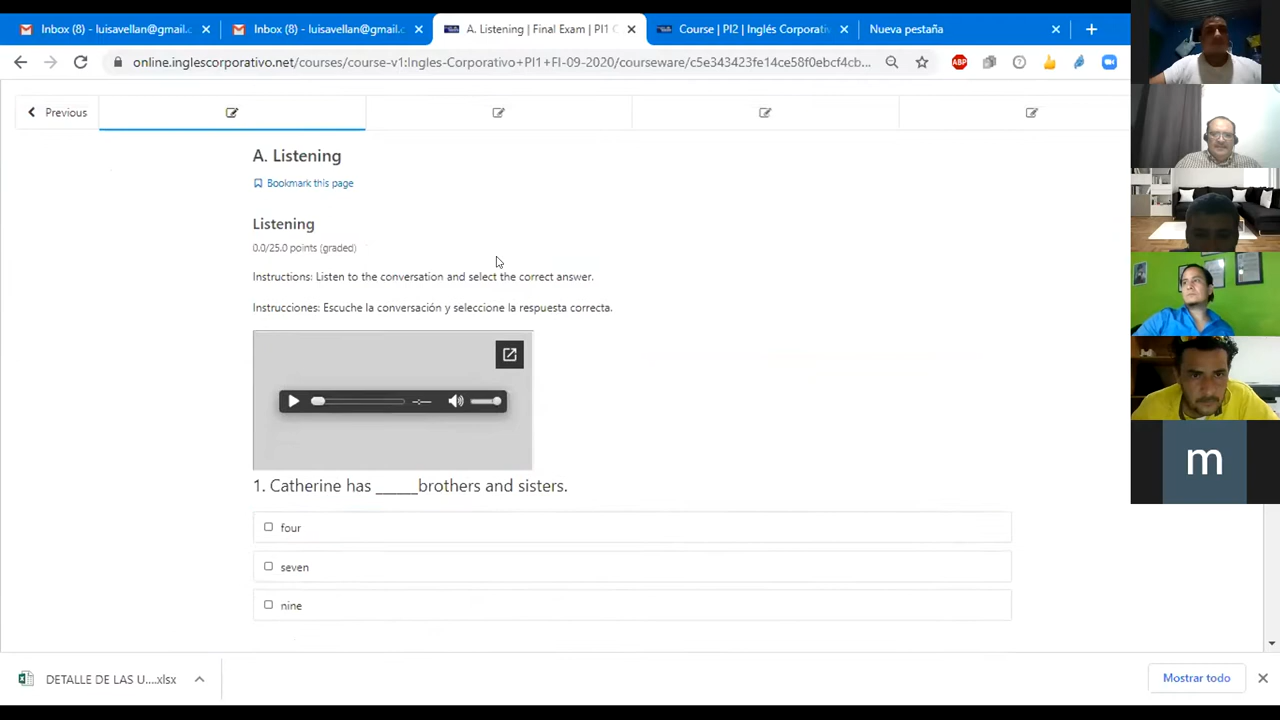 Inbox (8) - luisavellan@gmail.c
Inbox (8) - luisavellan@gmail.c
A. Listening | Final Exam | PI1 C
Course | PI2 | Inglés Corporativ
Nueva pestaña
online.inglescorporativo.net/courses/course-v1:Ingles-Corporativo+PI1+FI-09-2020/courseware/c5e343423fe14ce58f0ebcf4cb...
ABP
Previous
A. Listening
Bookmark this page
Listening
0.0/25.0 points (graded)
Instructions: Listen to the conversation and select the correct answer.
Instrucciones: Escuche la conversación y seleccione la respuesta correcta.
1. Catherine has ______brothers and sisters.
four
seven
nine
m
DETALLE DE LAS U....xlsx
Mostrar todo